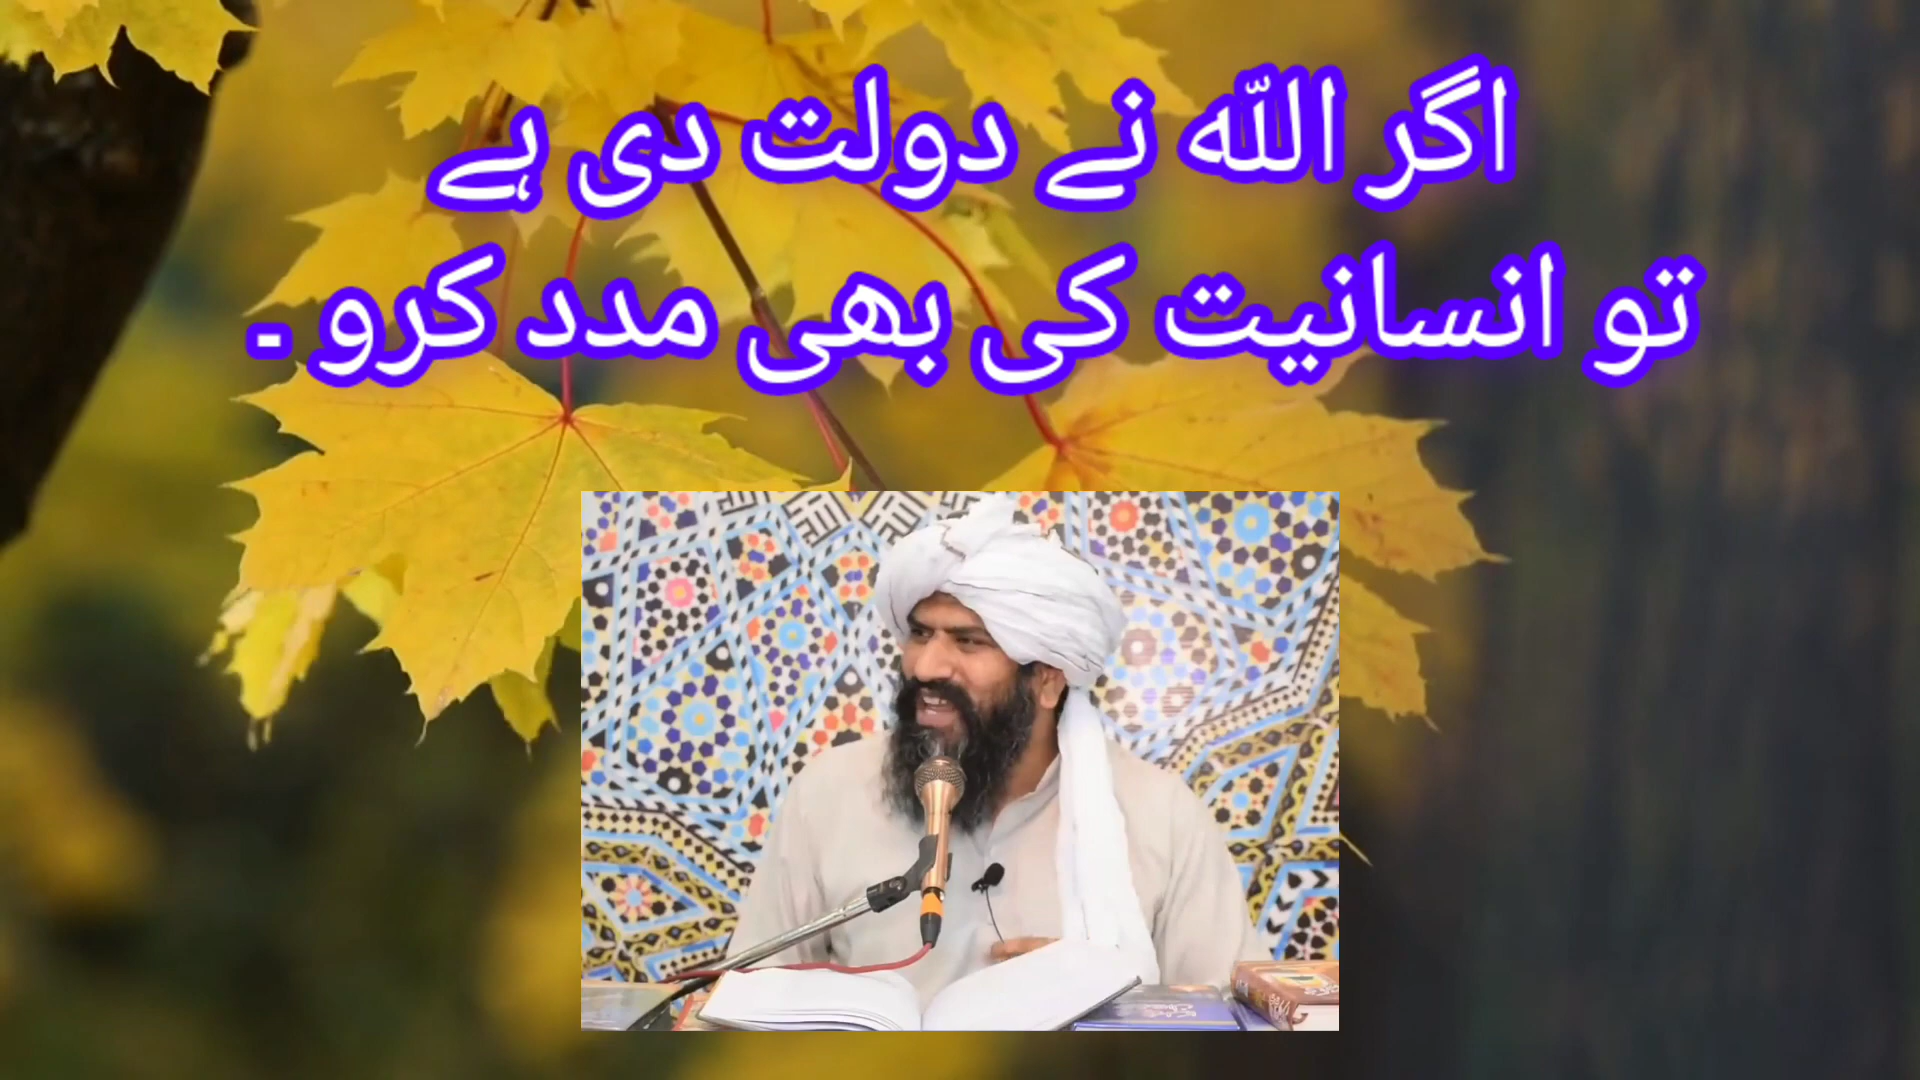 اگر اللہ نے دولت دی ہے
تو انسانیت کی بھی مدد کرو ۔